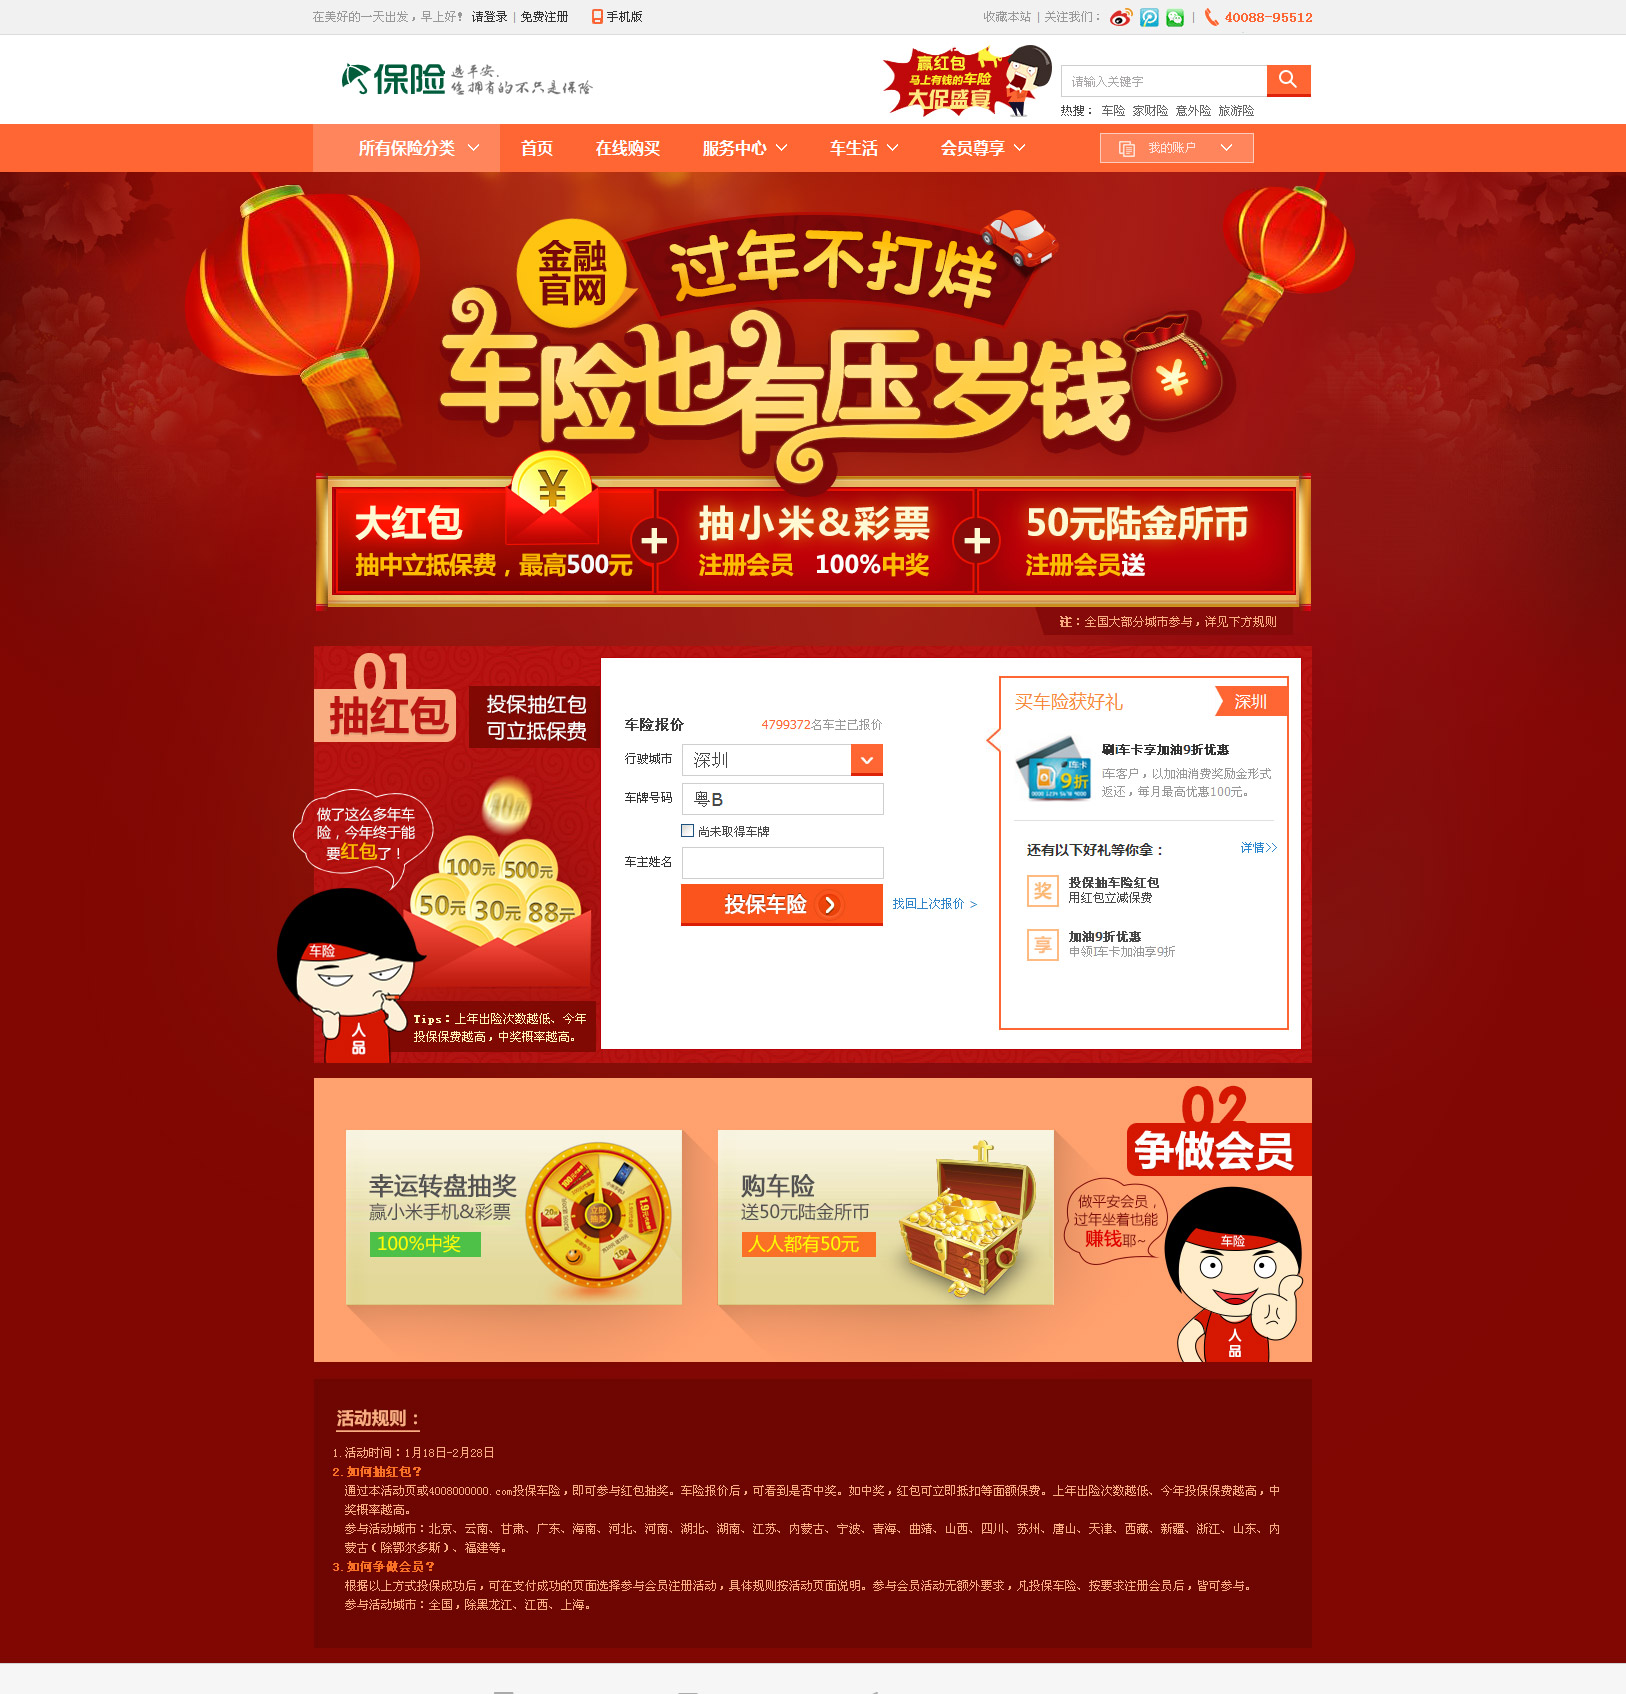 在美好的一天出发，早上好！ 请登录 | 免费注册 手机版
收藏本站 | 关注我们： | 40088-95512
保险 选平安，
您拥有的不只是保险
赢红包
马上有钱的车险
大促盛宴
请输入关键字
热搜： 车险 家财险 意外险 旅游险
所有保险分类 首页 在线购买 服务中心 车生活 会员尊享 我的账户
金融
官网
过年不打烊
车险也有压岁钱
大红包
抽中立抵保费，最高500元
抽小米&彩票
注册会员 100%中奖
50元陆金所币
注册会员送
注：全国大部分城市参与，详见下方规则
01
抽红包
投保抽红包
可立抵保费
做了这么多年车
险，今年终于能
要红包了！
100元 500元
50元 30元 88元
车险
人
品
Tips：上年出险次数越低、今年
投保保费越高，中奖概率越高。
车险报价 4799372名车主已报价
行驶城市 深圳
车牌号码 粤B
尚未取得车牌
车主姓名
投保车险
找回上次报价 >
买车险获好礼 深圳
i车卡
9折
刷i车卡享加油9折优惠
i车客户，以加油消费奖励金形式
返还，每月最高优惠100元。
还有以下好礼等你拿： 详情>>
奖 投保抽车险红包
用红包立减保费
享 加油9折优惠
申领i车卡加油享9折
幸运转盘抽奖
赢小米手机&彩票
100%中奖
立即
抽奖
购车险
送50元陆金所币
人人都有50元
02
争做会员
做平安会员，
过年坐着也能
赚钱耶~
车险
人
品
活动规则：
1.活动时间：1月18日-2月28日
2.如何抽红包？
通过本活动页或4008000000.com投保车险，即可参与红包抽奖。车险报价后，可看到是否中奖。如中奖，红包可立即抵扣等面额保费。上年出险次数越低、今年投保保费越高，中
奖概率越高。
参与活动城市：北京、云南、甘肃、广东、海南、河北、河南、湖北、湖南、江苏、内蒙古、宁波、青海、曲靖、山西、四川、苏州、唐山、天津、西藏、新疆、浙江、山东、内
蒙古（除鄂尔多斯）、福建等。
3.如何争做会员？
根据以上方式投保成功后，可在支付成功的页面选择参与会员注册活动，具体规则按活动页面说明。参与会员活动无额外要求，凡投保车险、按要求注册会员后，皆可参与。
参与活动城市：全国，除黑龙江、江西、上海。